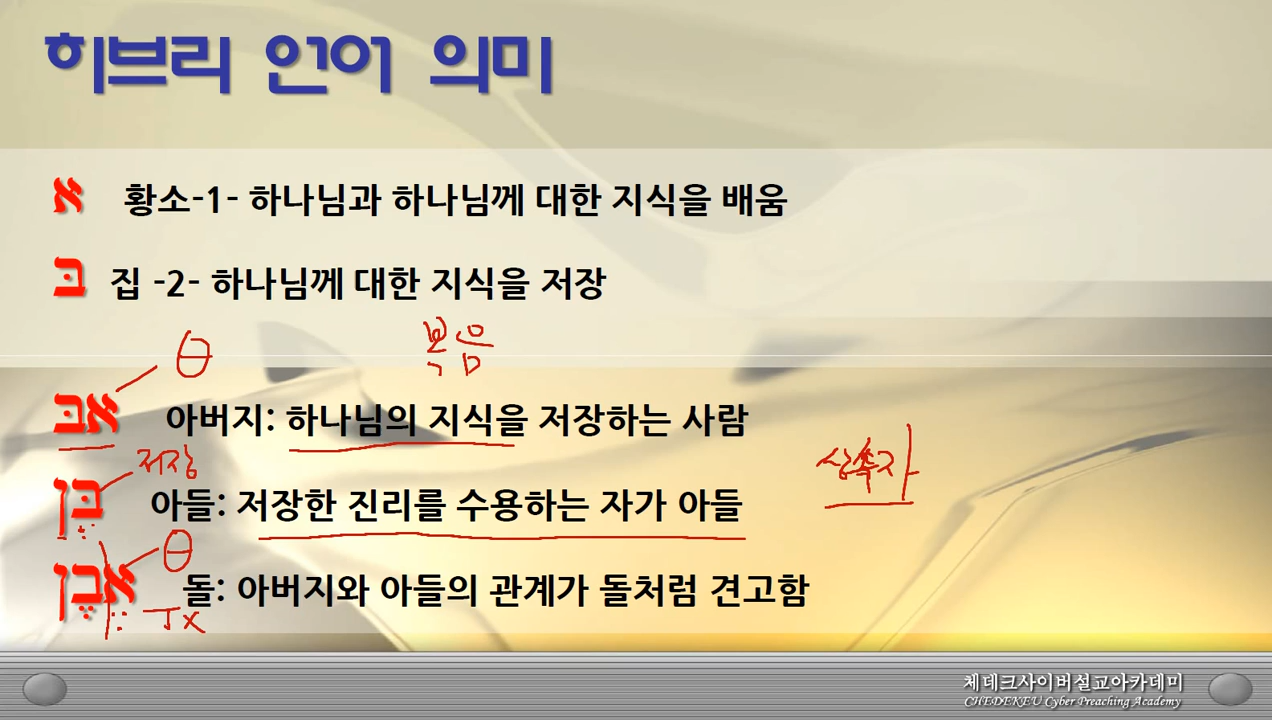 히브리 언어 의미
א 황소-1- 하나님과 하나님께 대한 지식을 배움
בּ 집 -2- 하나님께 대한 지식을 저장
θ
복음
אב 아버지: 하나님의 지식을 저장하는 사람
저장
상속자
בּן 아들: 저장한 진리를 수용하는 자가 아들
θ
אבֶן 돌: 아버지와 아들의 관계가 돌처럼 견고함
JX
체데크사이버설교아카데미
CHEDEKEU Cyber Preaching Academy